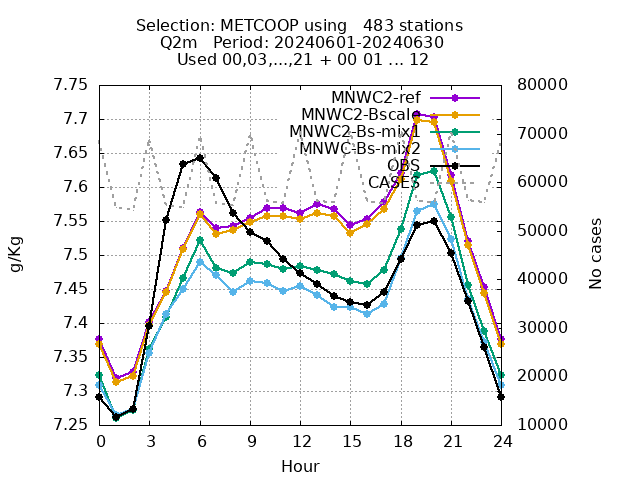 Selection: METCOOP using   483 stations
Q2m   Period: 20240601-20240630
Used 00,03,...,21 + 00 01 ... 12
MNWC2-ref
MNWC2-Bscale
MNWC2-Bs-mix1
MNWC-Bs-mix2
OBS
CASES
g/Kg
7.75
7.7
7.65
7.6
7.55
7.5
7.45
7.4
7.35
7.3
7.25
80000
70000
60000
50000
40000
30000
20000
10000
No cases
0 3 6 9 12 15 18 21 24
Hour